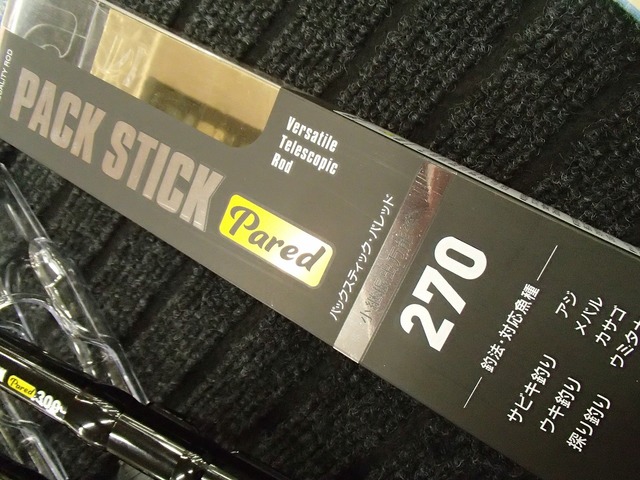 PACK STICK
Pared
Versatile
Telescopic
Rod
パックスティック・パレッド
270
釣法・対応魚種
アジ
メバル
カサゴ
サビキ釣り
ウキ釣り
探り釣り
Pared 300